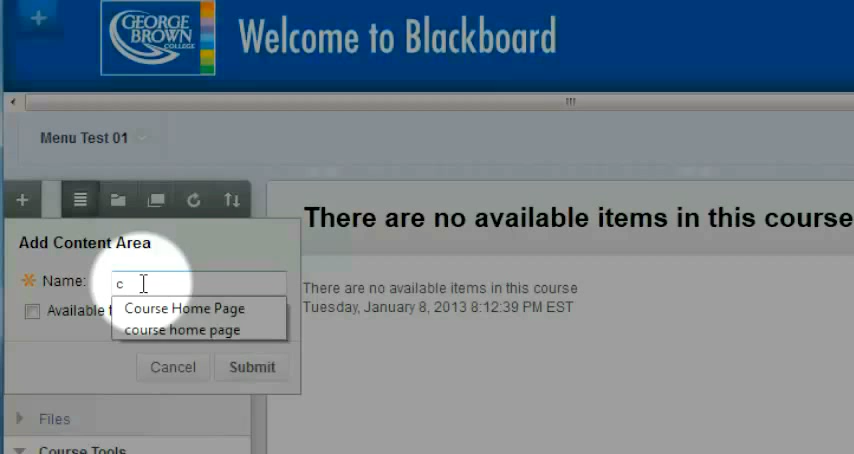 GEORGE
BROWN
COLLEGE
Welcome to Blackboard
Menu Test 01
There are no available items in this course
Add Content Area
Name:
c
Available
Course Home Page
course home page
Cancel
Submit
There are no available items in this course
Tuesday, January 8, 2013 8:12:39 PM EST
Files
Course Tools